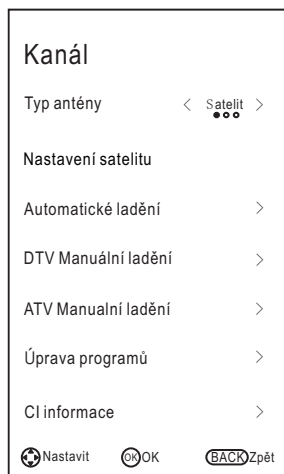 Kanál
Typ antény < Satelit >
Nastavení satelitu
Automatické ladění >
DTV Manuální ladění >
ATV Manualní ladění >
Úprava programů >
CI informace >
Nastavit OK OK BACK Zpět